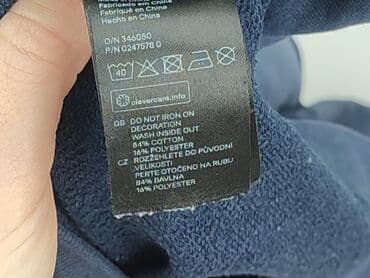 Fabricado en China
Fabriqué en Chine
Hecho en China
O/N 346050
P/N 0247578 0
40
clevercare.info
GB DO NOT IRON ON
DECORATION
WASH INSIDE OUT
84% COTTON
16% POLYESTER
CZ ROZŽEHLETE DO PŮVODNÍ
VELIKOSTI
PERTE OTOČENO NA RUBU
84% BAVLNA
16% POLYESTER